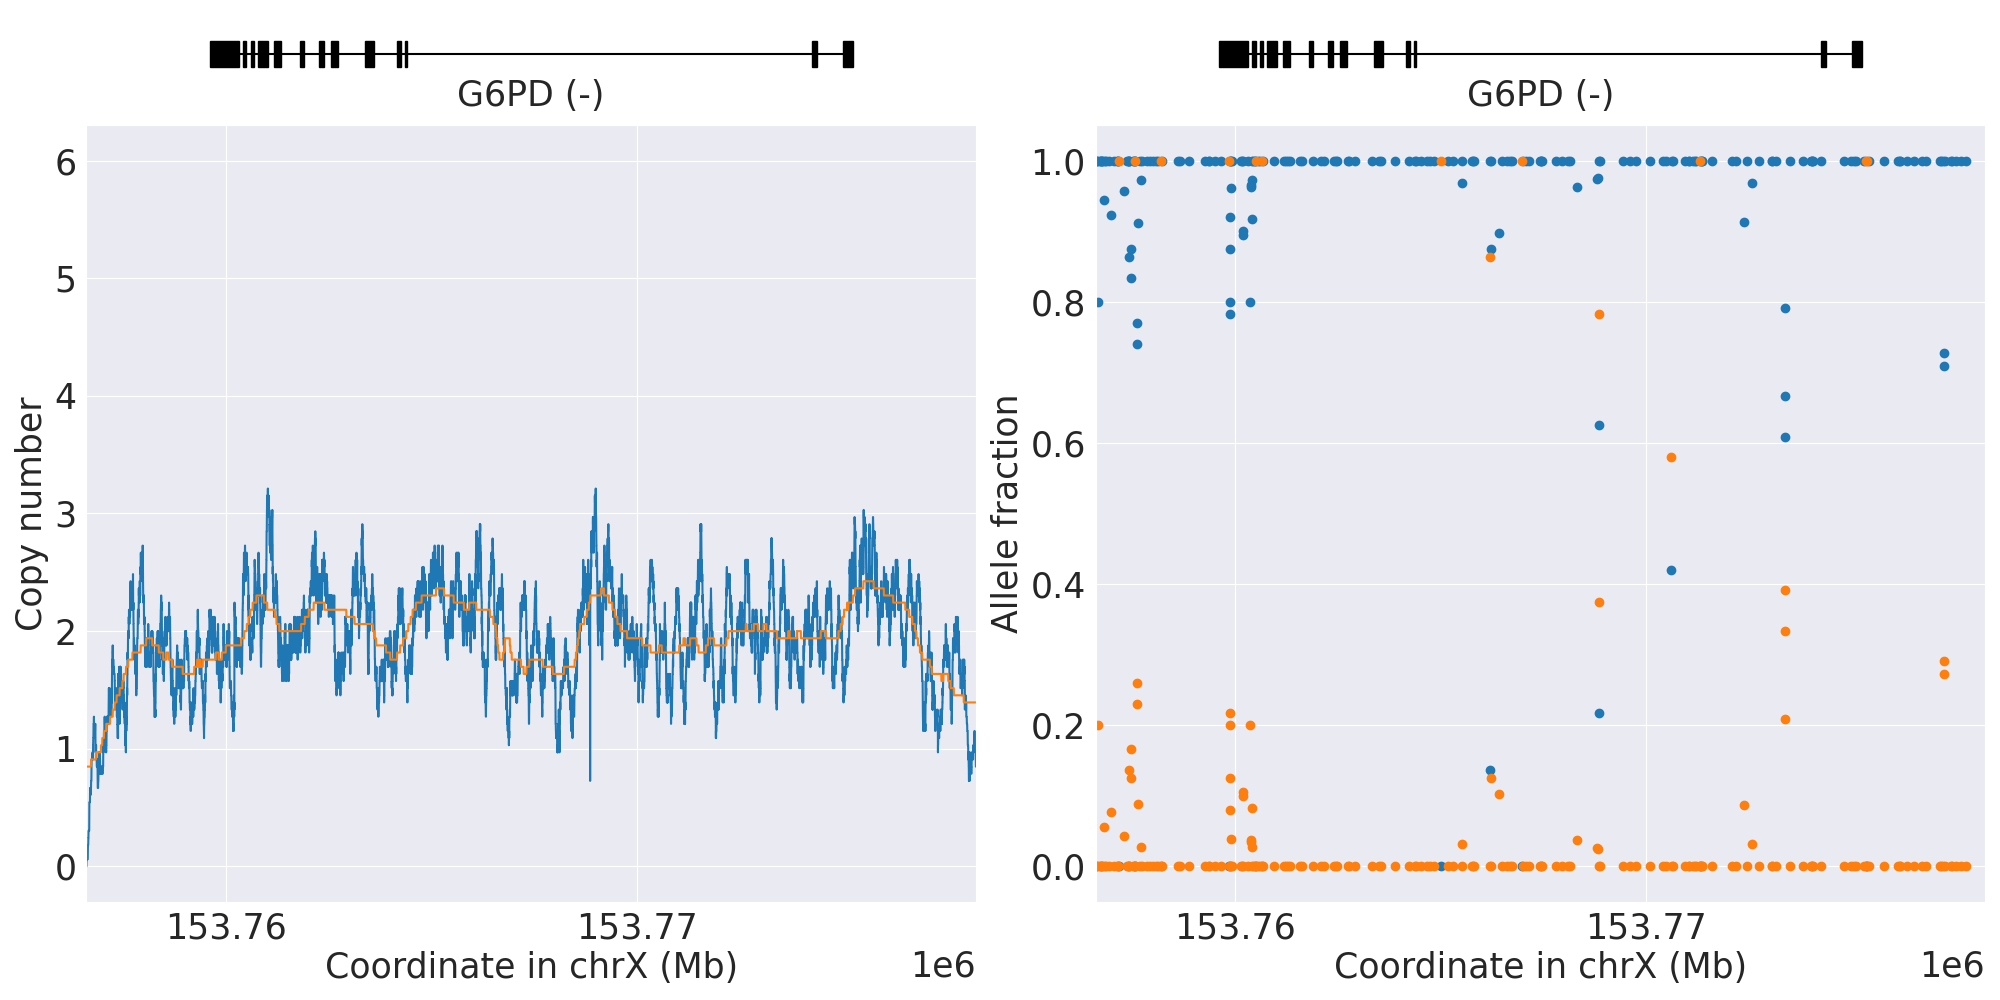 G6PD (-)
6
5
4
3
2
1
0
Copy number
153.76
153.77
Coordinate in chrX (Mb)
1e6
G6PD (-)
1.0
0.8
0.6
0.4
0.2
0.0
Allele fraction
153.76
153.77
Coordinate in chrX (Mb)
1e6